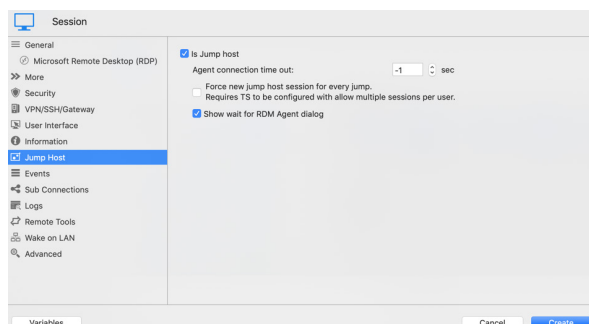 Session
General
Microsoft Remote Desktop (RDP)
More
Security
VPN/SSH/Gateway
User Interface
Information
Jump Host
Events
Sub Connections
Logs
Remote Tools
Wake on LAN
Advanced
Is Jump host
Agent connection time out: -1 sec
Force new jump host session for every jump.
Requires TS to be configured with allow multiple sessions per user.
Show wait for RDM Agent dialog
Variables Cancel Create